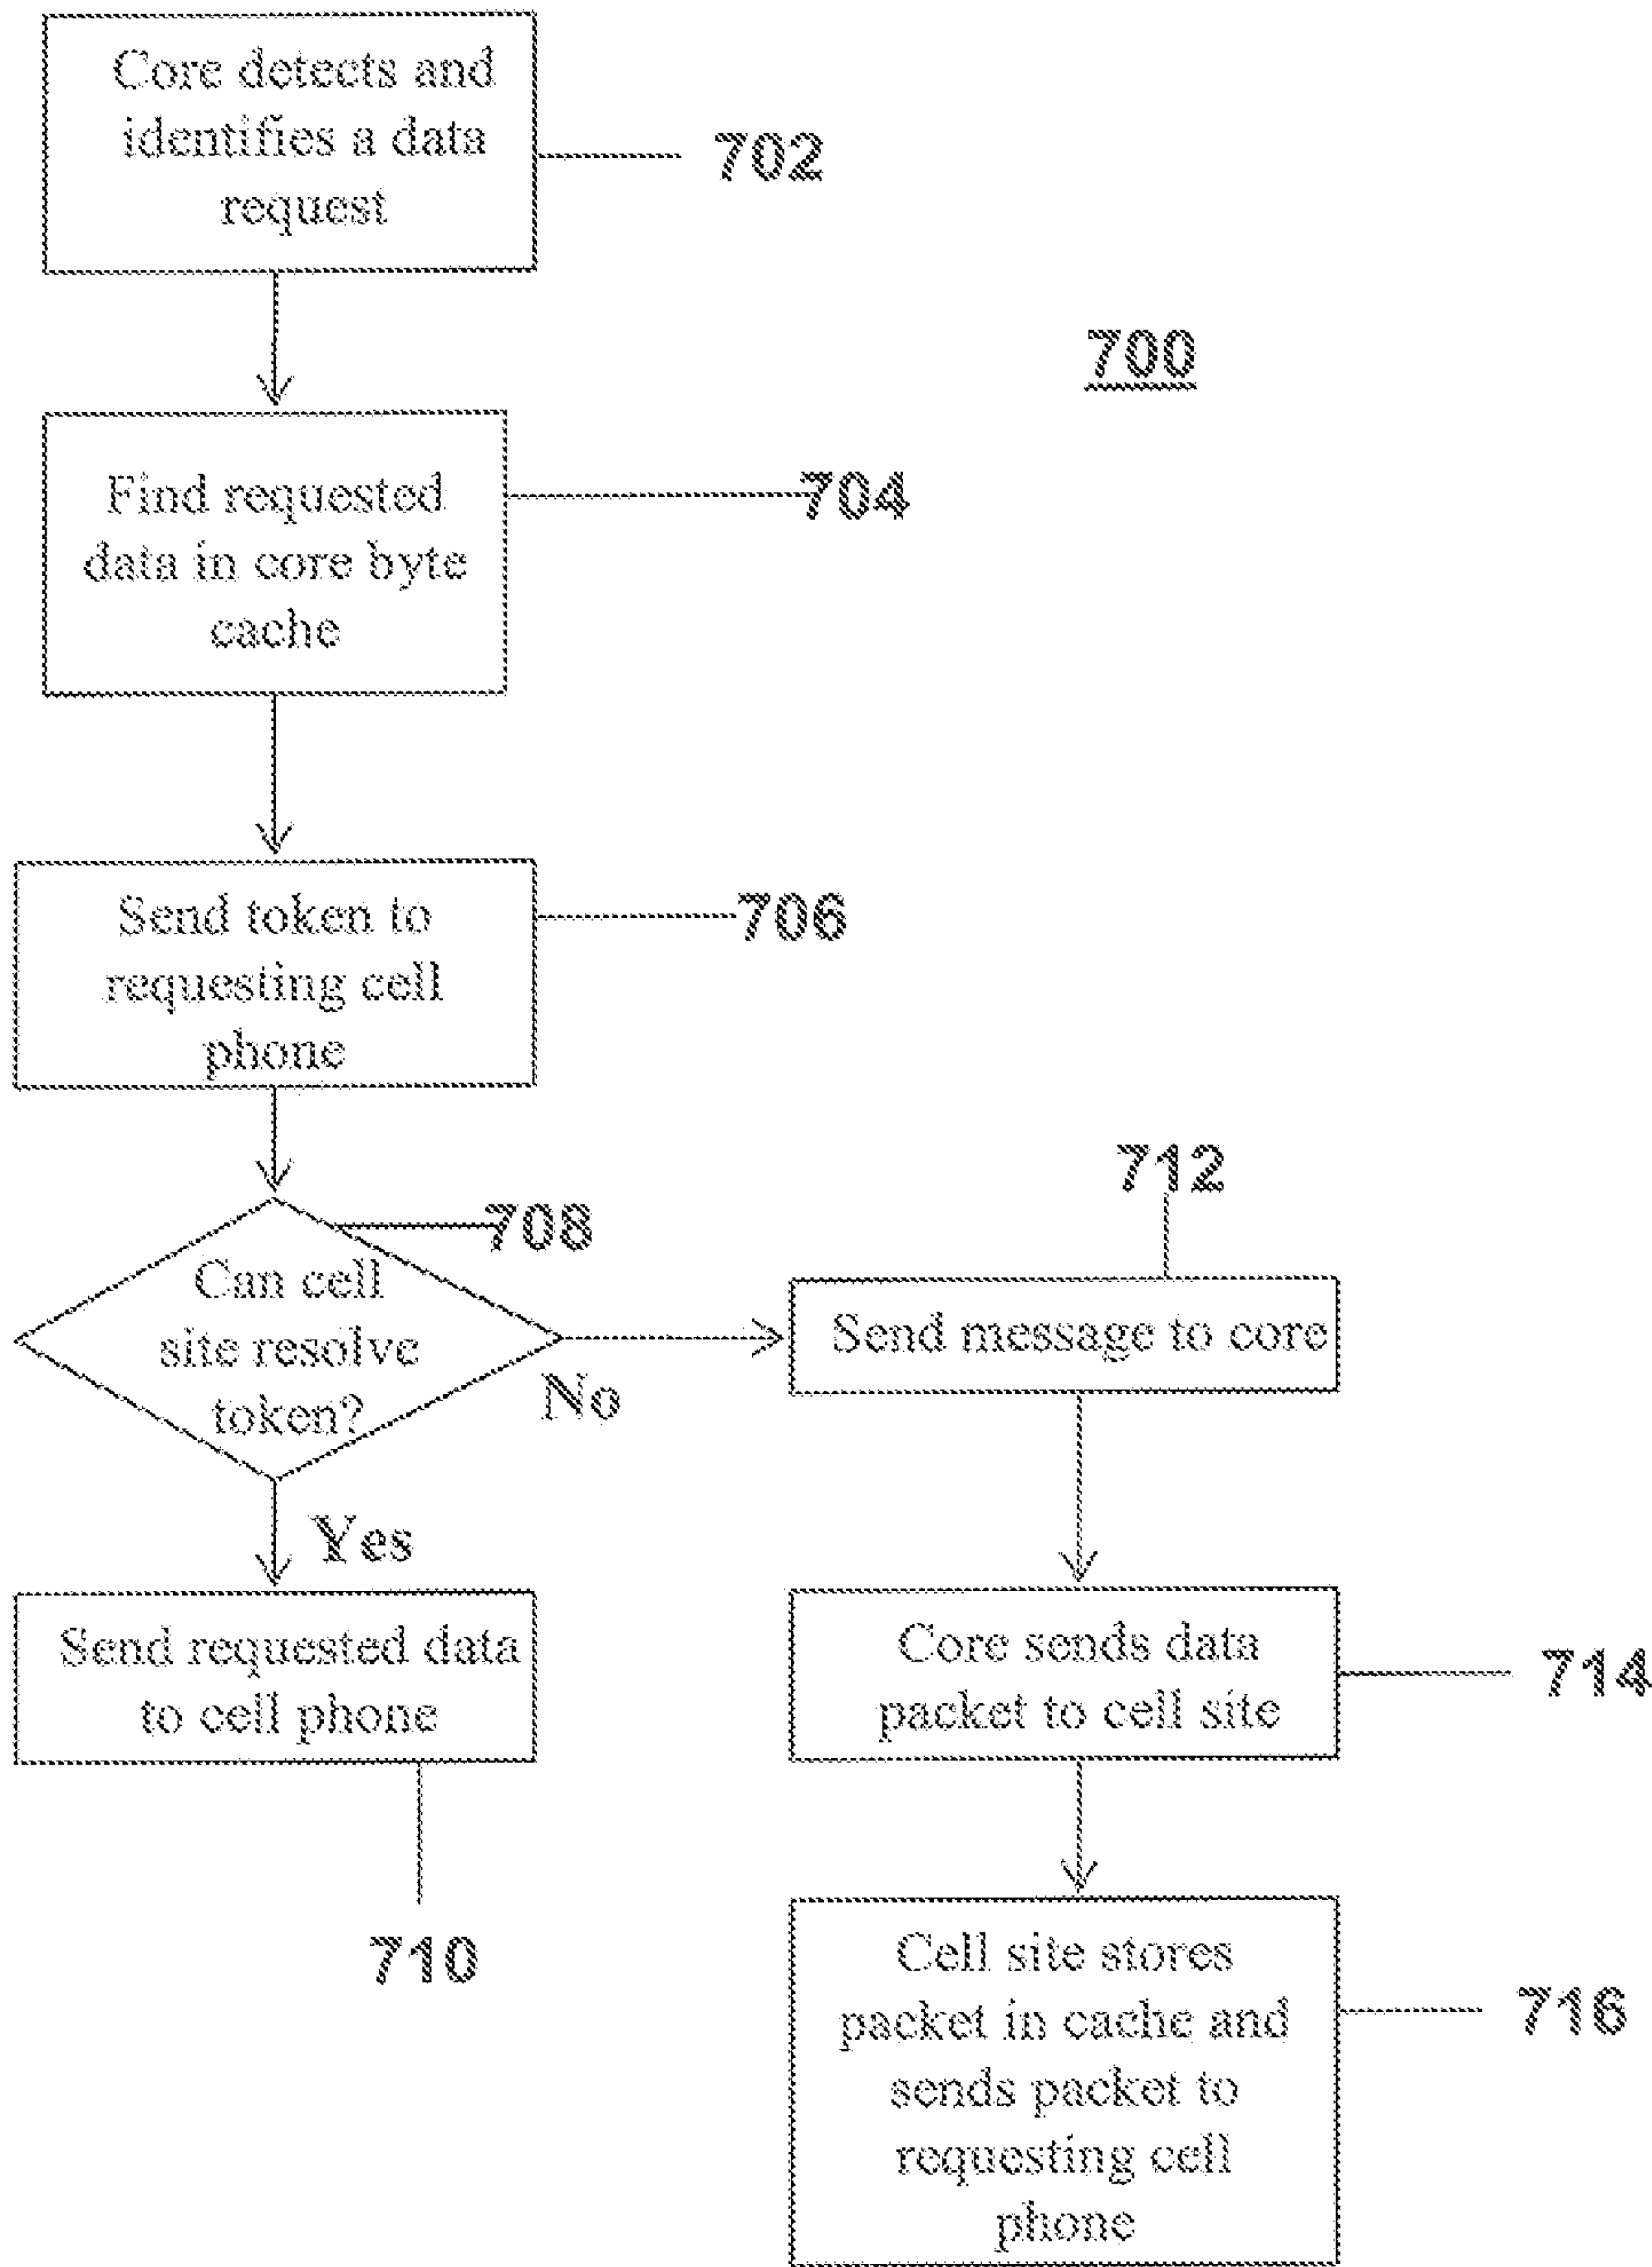 Core detects and
identifies a data
request
702
700
Find requested
data in core byte
cache
704
Send token to
requesting cell
phone
706
708
Can cell
site resolve
token?
No
Yes
712
Send message to core
Send requested data
to cell phone
710
Core sends data
packet to cell site
714
Cell site stores
packet in cache and
sends packet to
requesting cell
phone
716